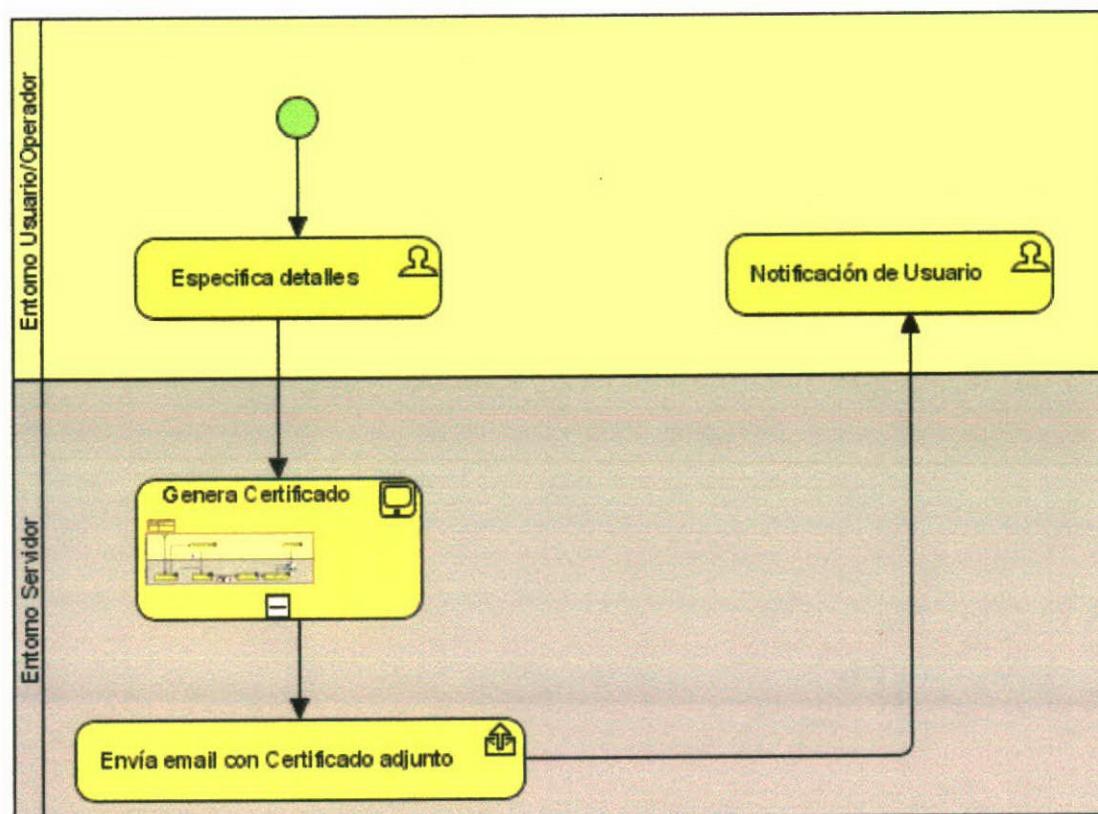 Entorno Usuario/Operador
Especifica detalles
Notificación de Usuario
Entorno Servidor
Genera Certificado
Envía email con Certificado adjunto